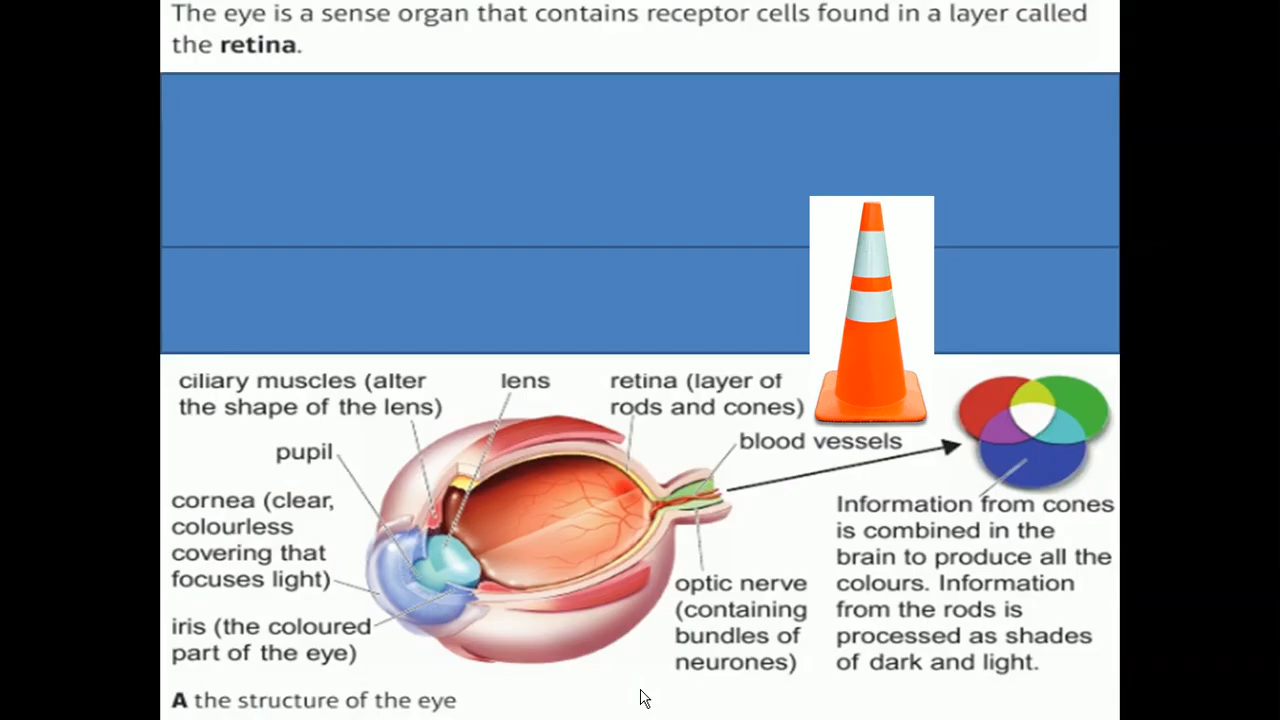 The eye is a sense organ that contains receptor cells found in a layer called
the retina.
ciliary muscles (alter
the shape of the lens)
lens
retina (layer of
rods and cones)
blood vessels
pupil
cornea (clear,
colourless
covering that
focuses light)
iris (the coloured
part of the eye)
optic nerve
(containing
bundles of
neurones)
Information from cones
is combined in the
brain to produce all the
colours. Information
from the rods is
processed as shades
of dark and light.
A the structure of the eye